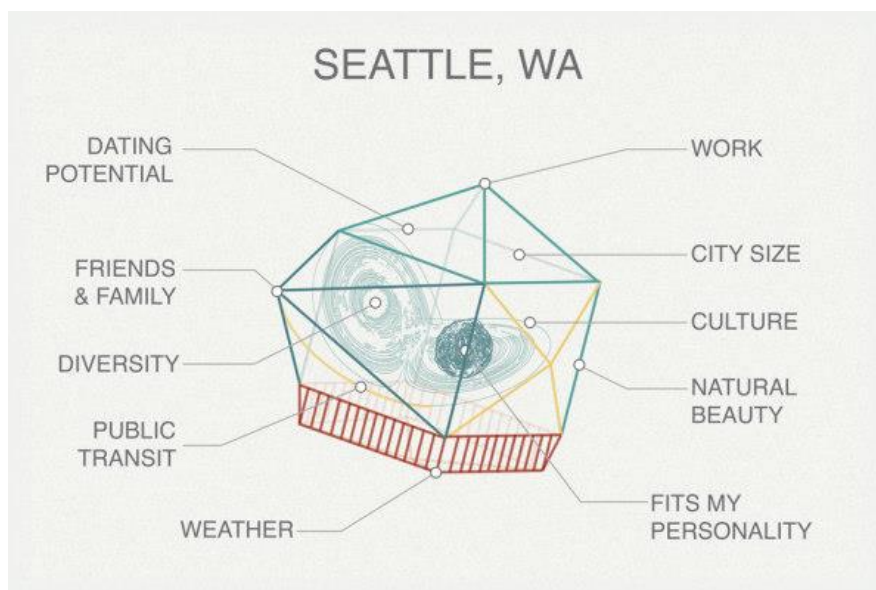 SEATTLE, WA
DATING
POTENTIAL
WORK
FRIENDS
& FAMILY
CITY SIZE
CULTURE
DIVERSITY
NATURAL
BEAUTY
PUBLIC
TRANSIT
FITS MY
PERSONALITY
WEATHER